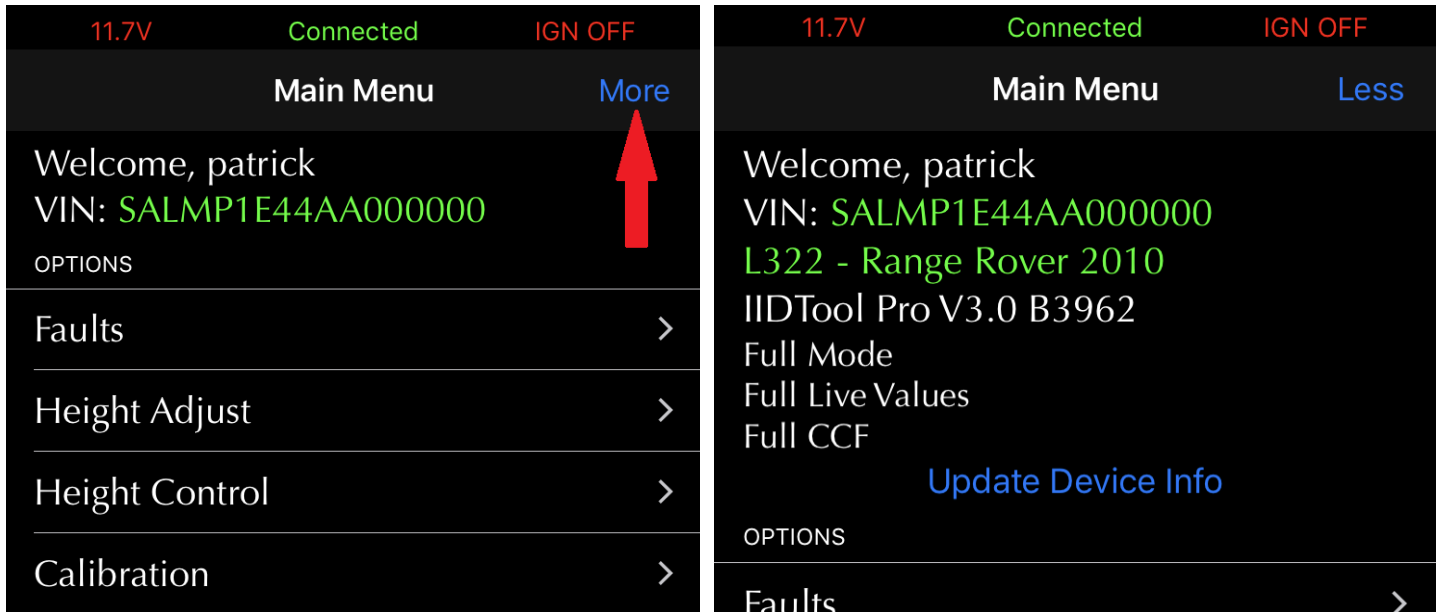 11.7V Connected IGN OFF
Main Menu More
Welcome, patrick
VIN: SALMP1E44AA000000
OPTIONS
Faults
Height Adjust
Height Control
Calibration
11.7V Connected IGN OFF
Main Menu Less
Welcome, patrick
VIN: SALMP1E44AA000000
L322 - Range Rover 2010
IIDTool Pro V3.0 B3962
Full Mode
Full Live Values
Full CCF
Update Device Info
OPTIONS
Faults